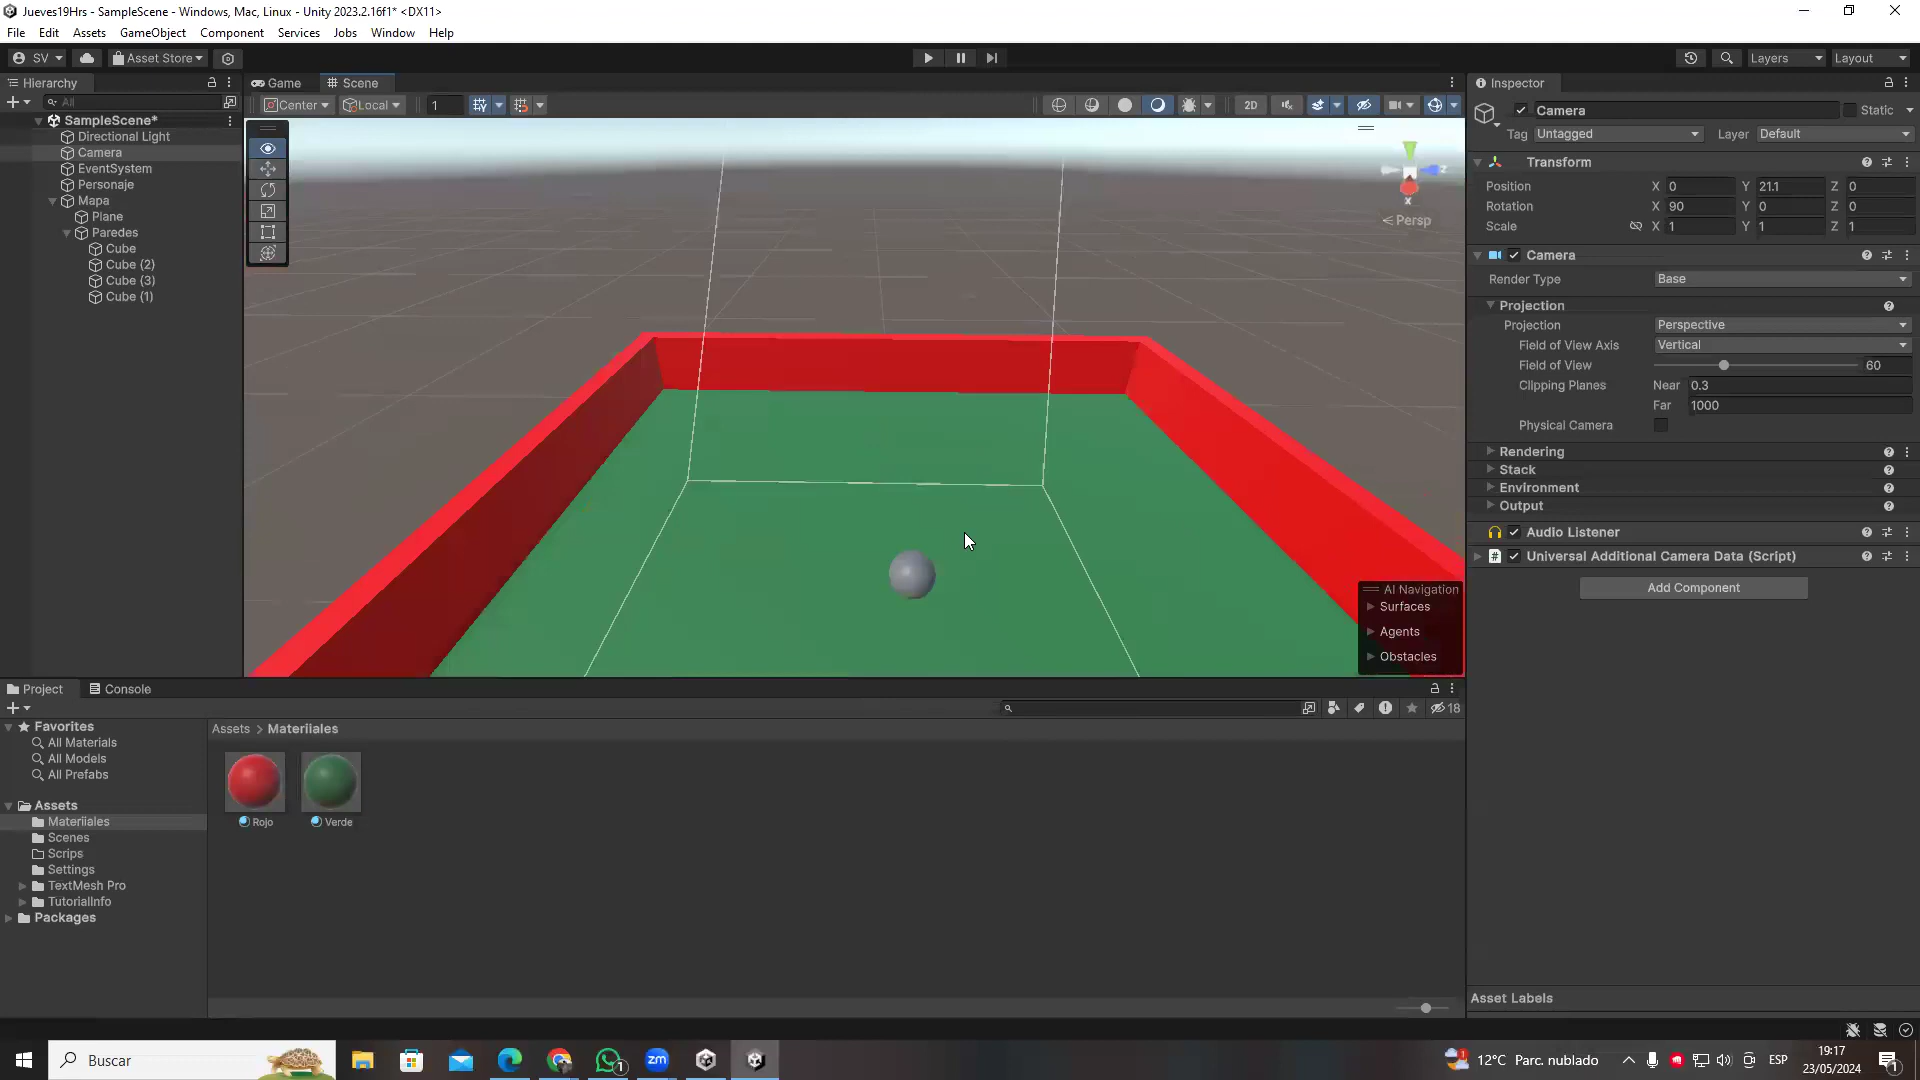 Jueves19Hrs - SampleScene - Windows, Mac, Linux - Unity 2023.2.16f1* <DX11>
File Edit Assets GameObject Component Services Jobs Window Help
SV Asset Store Layers Layout
Hierarchy
All
SampleScene*
Directional Light
Camera
EventSystem
Personaje
Mapa
Plane
Paredes
Cube
Cube (2)
Cube (3)
Cube (1)
Game Scene
Center Local 1 2D
y
z
x
< Persp
AI Navigation
Surfaces
Agents
Obstacles
Inspector
Camera Static
Tag Untagged Layer Default
Transform
Position X 0 Y 21.1 Z 0
Rotation X 90 Y 0 Z 0
Scale X 1 Y 1 Z 1
Camera
Render Type Base
Projection
Projection Perspective
Field of View Axis Vertical
Field of View 60
Clipping Planes Near 0.3
Far 1000
Physical Camera
Rendering
Stack
Environment
Output
Audio Listener
# Universal Additional Camera Data (Script)
Add Component
Asset Labels
Project Console
18
Favorites
All Materials
All Models
All Prefabs
Assets
Materiiales
Scenes
Scrips
Settings
TextMesh Pro
TutorialInfo
Packages
Assets > Materiiales
Rojo Verde
Buscar
zm
12°C Parc. nublado
ESP
19:17
23/05/2024